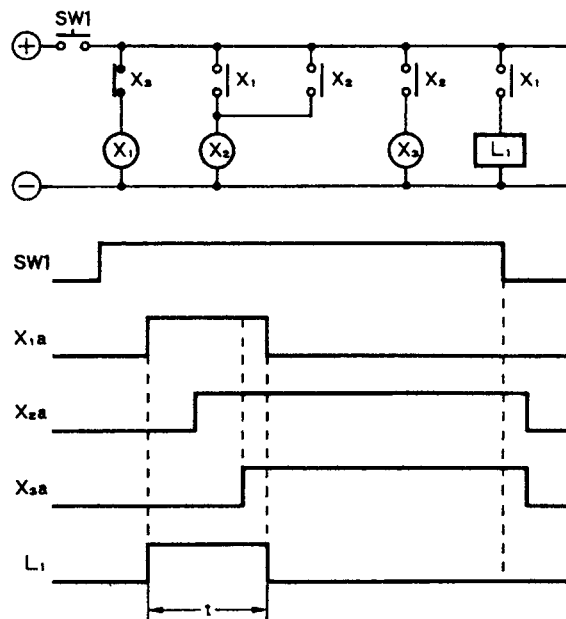 SW1
+
X₃ X₁ X₂ X₂ X₁
X₁ X₂ X₃ L₁
−
SW1
X₁a
X₂a
X₃a
L₁
t